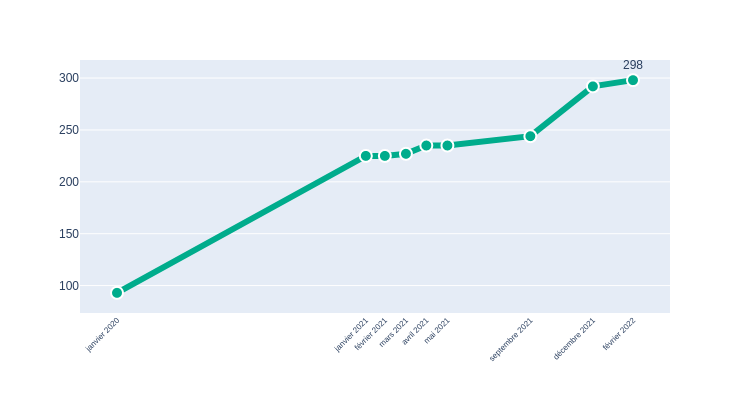 298
300
250
200
150
100
janvier 2020
janvier 2021
février 2021
mars 2021
avril 2021
mai 2021
septembre 2021
décembre 2021
février 2022